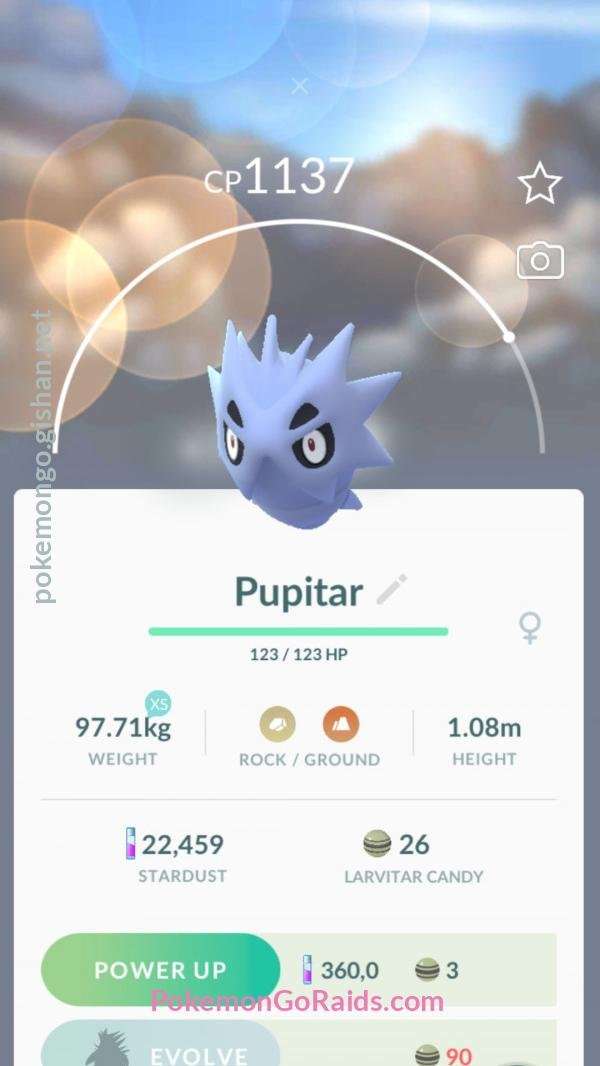 CP1137
pokemongo.gishan.net
Pupitar
123 / 123 HP
XS
97.71kg
WEIGHT
ROCK / GROUND
1.08m
HEIGHT
22,459
STARDUST
26
LARVITAR CANDY
POWER UP 360,0 3
PokemonGoRaids.com
EVOLVE 90